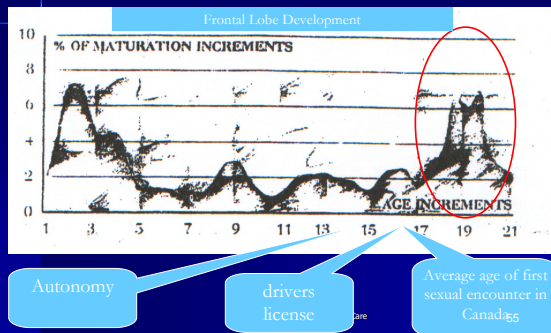 Frontal Lobe Development
% OF MATURATION INCREMENTS
10
8
6
4
2
0
AGE INCREMENTS
1 3 5 7 9 11 13 15 17 19 21
Autonomy
drivers
license
Average age of first
sexual encounter in
Canada
Care
55